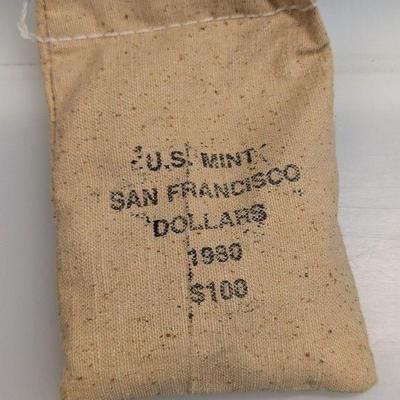 U.S. MINT
SAN FRANCISCO
DOLLARS
1980
$100